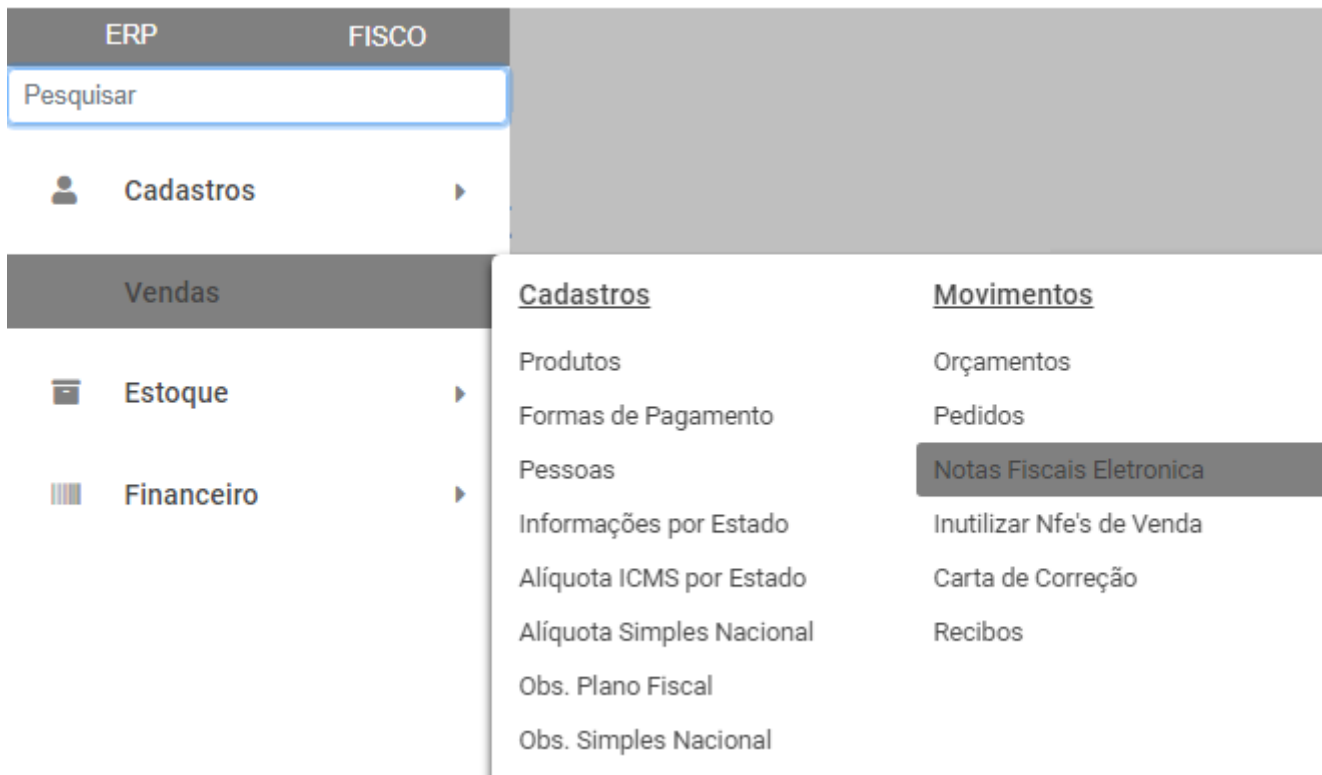 ERP FISCO
Pesquisar
Cadastros
Vendas
Estoque
Financeiro
Cadastros
Produtos
Formas de Pagamento
Pessoas
Informações por Estado
Alíquota ICMS por Estado
Alíquota Simples Nacional
Obs. Plano Fiscal
Obs. Simples Nacional
Movimentos
Orçamentos
Pedidos
Notas Fiscais Eletronica
Inutilizar Nfe's de Venda
Carta de Correção
Recibos